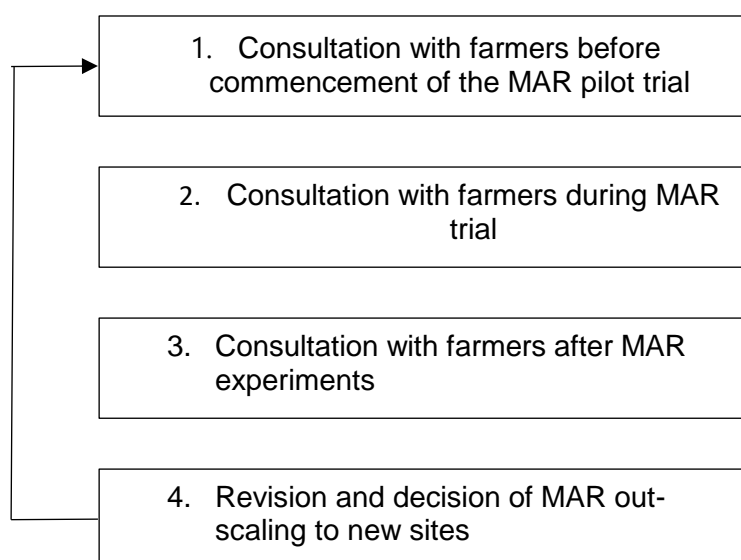 1. Consultation with farmers before
commencement of the MAR pilot trial
2. Consultation with farmers during MAR
trial
3. Consultation with farmers after MAR
experiments
4. Revision and decision of MAR out-
scaling to new sites